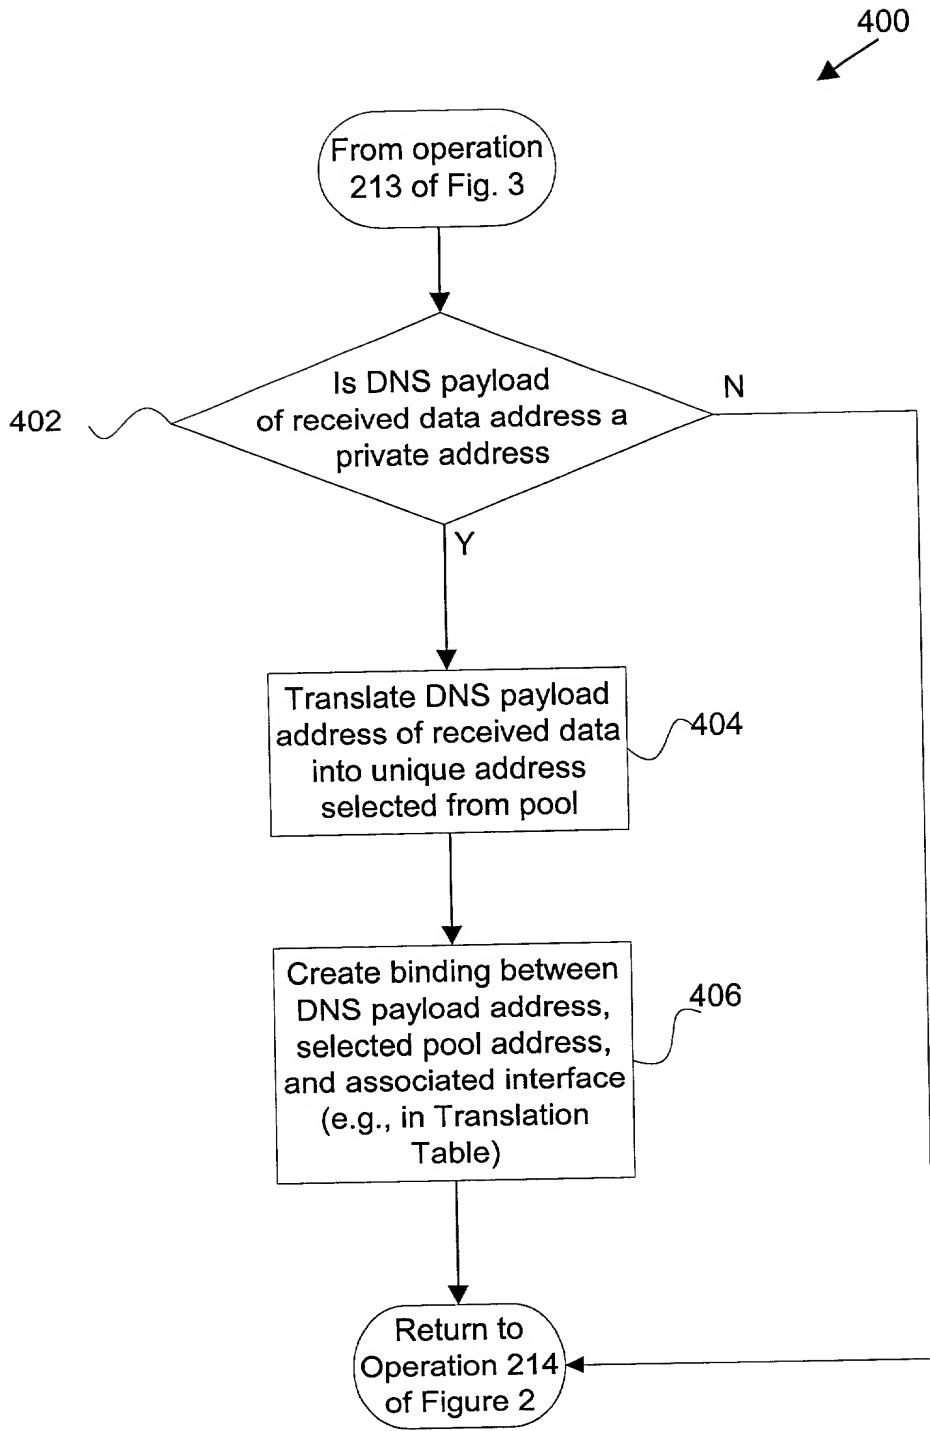 400
From operation
213 of Fig. 3
Is DNS payload
of received data address a
private address
N
402
Y
Translate DNS payload
address of received data
into unique address
selected from pool
404
Create binding between
DNS payload address,
selected pool address,
and associated interface
(e.g., in Translation
Table)
406
Return to
Operation 214
of Figure 2